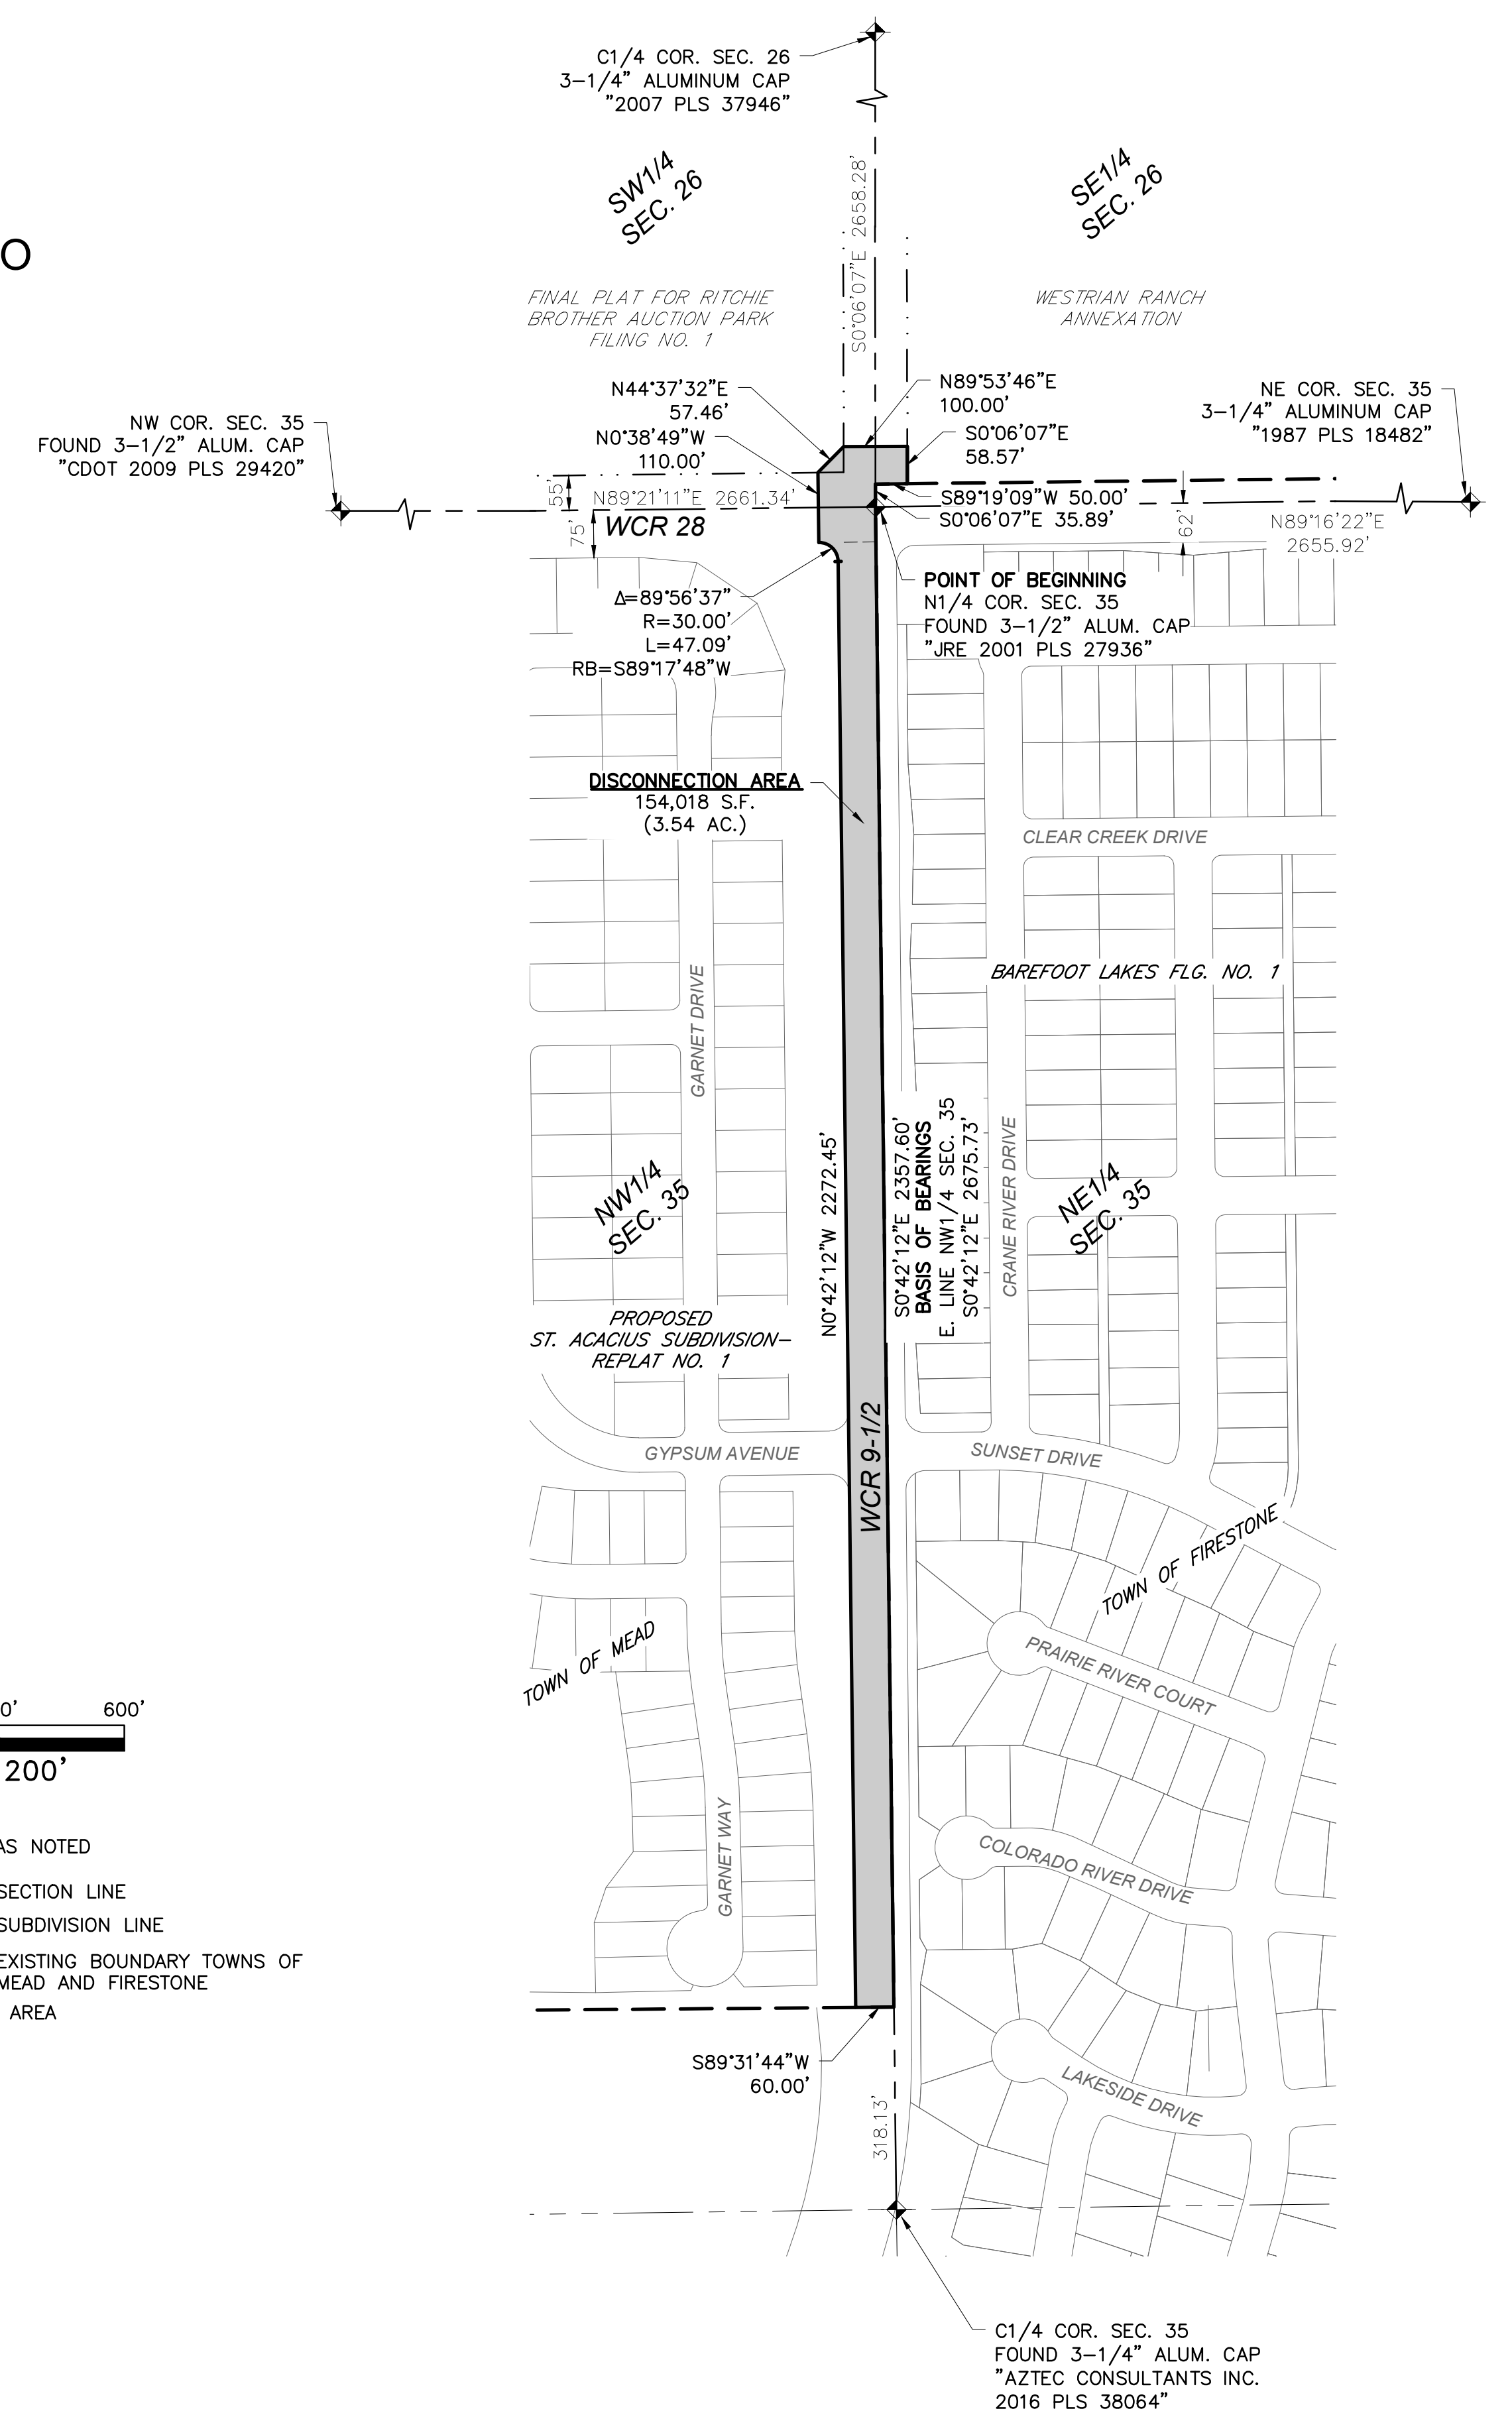 C1/4 COR. SEC. 26
3-1/4" ALUMINUM CAP
"2007 PLS 37946"
SW1/4
SEC. 26
S0°06'07"E 2658.28'
SE1/4
SEC. 26
O
FINAL PLAT FOR RITCHIE
BROTHER AUCTION PARK
FILING NO. 1
WESTRIAN RANCH
ANNEXATION
N44°37'32"E
57.46'
N0°38'49"W
110.00'
N89°53'46"E
100.00'
S0°06'07"E
58.57'
NE COR. SEC. 35
3-1/4" ALUMINUM CAP
"1987 PLS 18482"
NW COR. SEC. 35
FOUND 3-1/2" ALUM. CAP
"CDOT 2009 PLS 29420"
55'
N89°21'11"E 2661.34'
75'
WCR 28
S89°19'09"W 50.00'
S0°06'07"E 35.89'
62'
N89°16'22"E
2655.92'
POINT OF BEGINNING
N1/4 COR. SEC. 35
FOUND 3-1/2" ALUM. CAP
"JRE 2001 PLS 27936"
Δ=89°56'37"
R=30.00'
L=47.09'
RB=S89°17'48"W
DISCONNECTION AREA
154,018 S.F.
(3.54 AC.)
CLEAR CREEK DRIVE
BAREFOOT LAKES FLG. NO. 1
GARNET DRIVE
N0°42'12"W 2272.45'
S0°42'12"E 2357.60'
BASIS OF BEARINGS
E. LINE NW1/4 SEC. 35
S0°42'12"E 2675.73'
CRANE RIVER DRIVE
NW1/4
SEC. 35
NE1/4
SEC. 35
PROPOSED
ST. ACACIUS SUBDIVISION-
REPLAT NO. 1
WCR 9-1/2
GYPSUM AVENUE
SUNSET DRIVE
TOWN OF FIRESTONE
TOWN OF MEAD
PRAIRIE RIVER COURT
0' 600'
200'
GARNET WAY
COLORADO RIVER DRIVE
AS NOTED
SECTION LINE
SUBDIVISION LINE
EXISTING BOUNDARY TOWNS OF
MEAD AND FIRESTONE
AREA
S89°31'44"W
60.00'
LAKESIDE DRIVE
318.13'
C1/4 COR. SEC. 35
FOUND 3-1/4" ALUM. CAP
"AZTEC CONSULTANTS INC.
2016 PLS 38064"